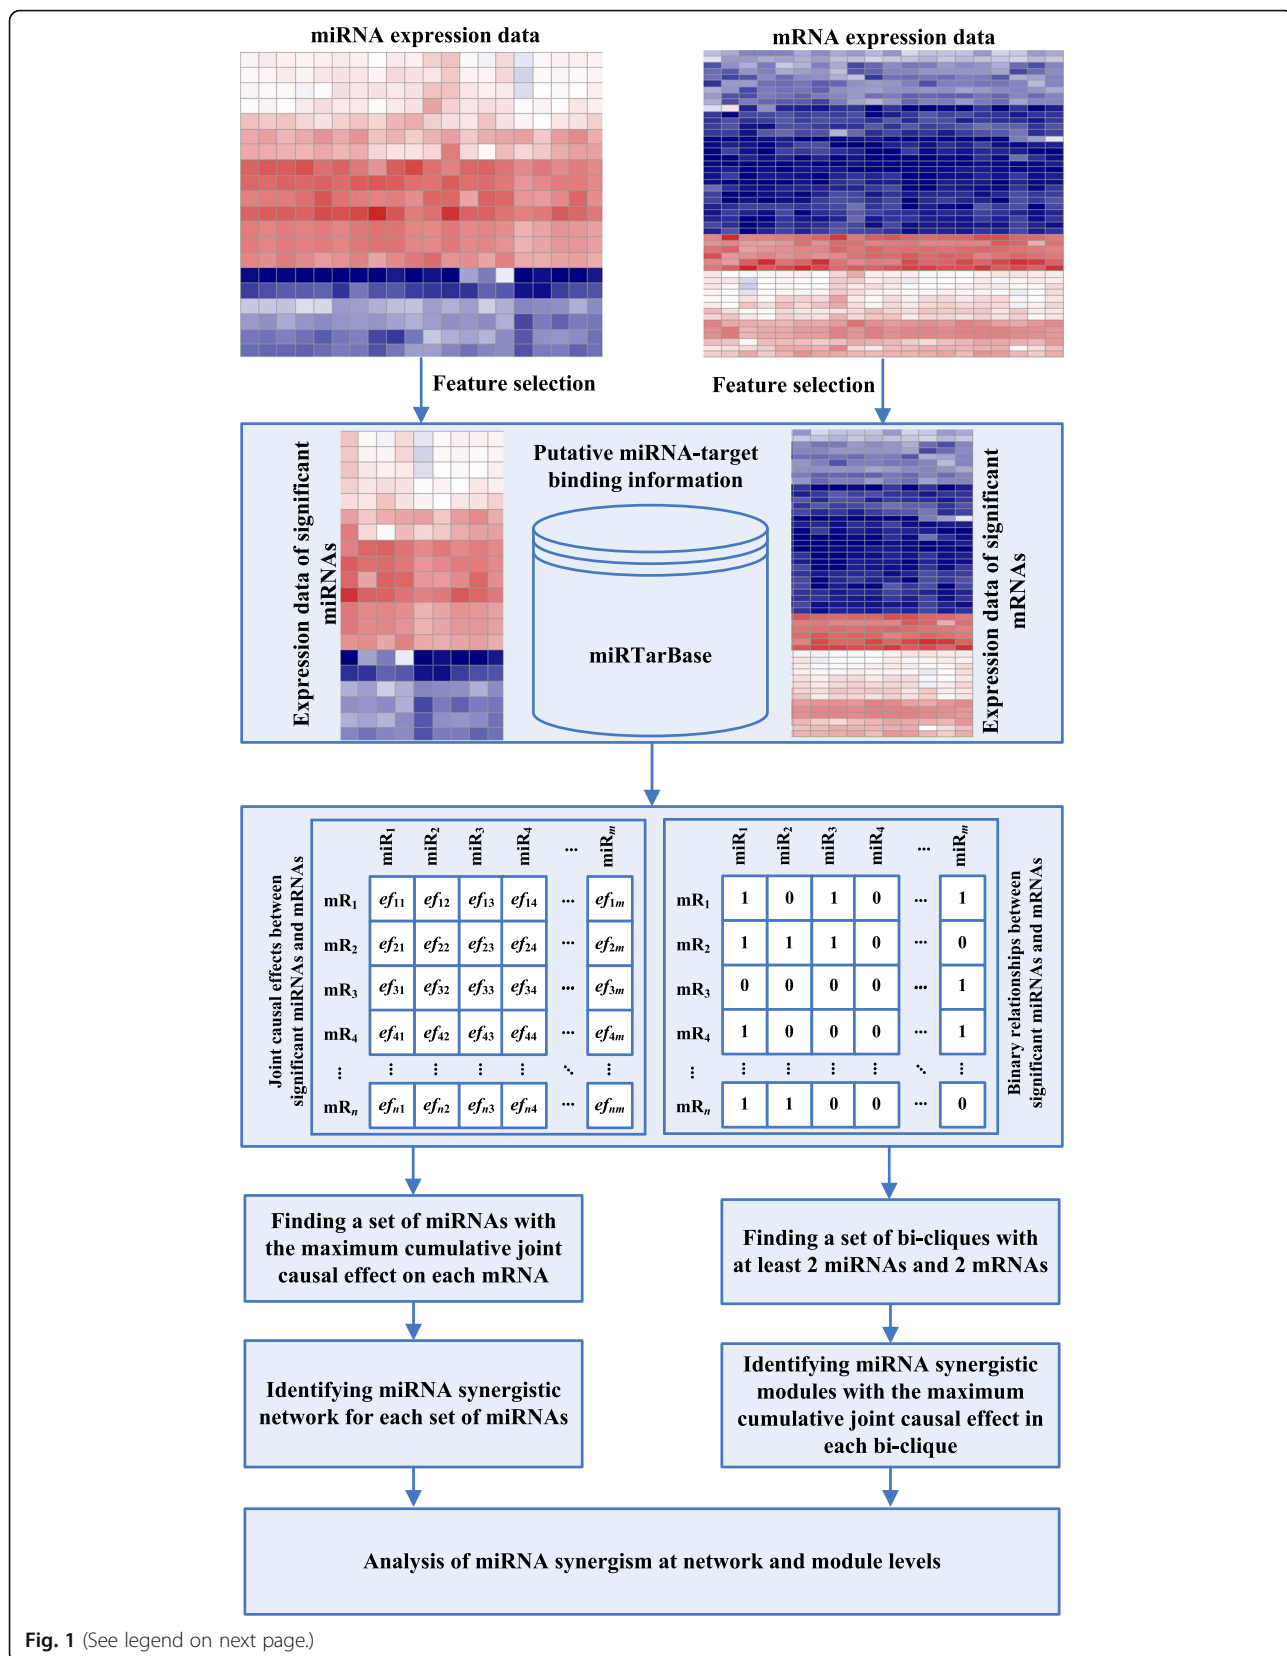 miRNA expression data
mRNA expression data
Feature selection
Feature selection
Expression data of significant
miRNAs
Putative miRNA-target
binding information
miRTarBase
Expression data of significant
mRNAs
Joint causal effects between
significant miRNAs and mRNAs
miR1 miR2 miR3 miR4 ... miRm
mR1 ef11 ef12 ef13 ef14 ... ef1m
mR2 ef21 ef22 ef23 ef24 ... ef2m
mR3 ef31 ef32 ef33 ef34 ... ef3m
mR4 ef41 ef42 ef43 ef44 ... ef4m
... ... ... ... ... ⋱ ...
mRn efn1 efn2 efn3 efn4 ... efnm
miR1 miR2 miR3 miR4 ... miRm
mR1 1 0 1 0 ... 1
mR2 1 1 1 0 ... 0
mR3 0 0 0 0 ... 1
mR4 1 0 0 0 ... 1
... ... ... ... ... ⋱ ...
mRn 1 1 0 0 ... 0
Binary relationships between
significant miRNAs and mRNAs
Finding a set of miRNAs with
the maximum cumulative joint
causal effect on each mRNA
Finding a set of bi-cliques with
at least 2 miRNAs and 2 mRNAs
Identifying miRNA synergistic
network for each set of miRNAs
Identifying miRNA synergistic
modules with the maximum
cumulative joint causal effect in
each bi-clique
Analysis of miRNA synergism at network and module levels
Fig. 1 (See legend on next page.)